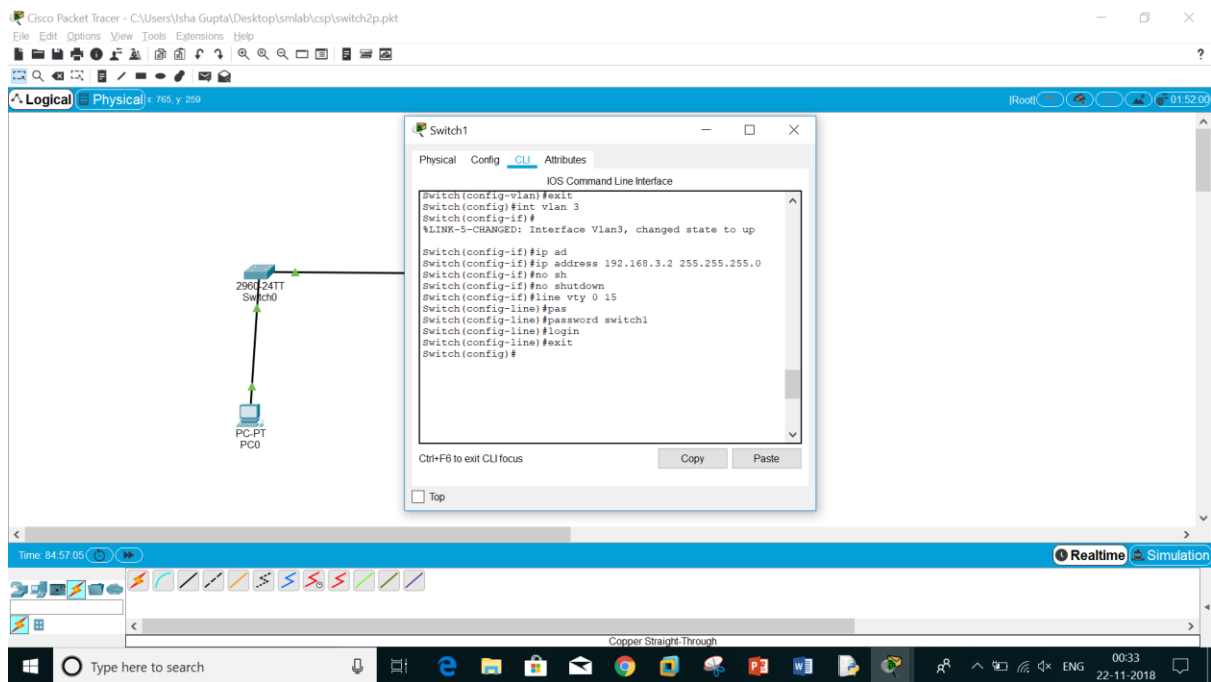 Cisco Packet Tracer - C:\Users\Isha Gupta\Desktop\smlab\csp\switch2p.pkt
File Edit Options View Tools Extensions Help
?
Logical Physical x: 765, y: 259 [Root] 01:52:00
Switch1
Physical Config CLI Attributes
IOS Command Line Interface
Switch(config-vlan)#exit
Switch(config)#int vlan 3
Switch(config-if)#
%LINK-5-CHANGED: Interface Vlan3, changed state to up
Switch(config-if)#ip ad
Switch(config-if)#ip address 192.168.3.2 255.255.255.0
Switch(config-if)#no sh
Switch(config-if)#no shutdown
Switch(config-if)#line vty 0 15
Switch(config-line)#pas
Switch(config-line)#password switch1
Switch(config-line)#login
Switch(config-line)#exit
Switch(config)#
Ctrl+F6 to exit CLI focus Copy Paste
Top
2960-24TT
Switch0
PC-PT
PC0
Time: 84:57:05 Realtime Simulation
Copper Straight-Through
Type here to search ENG 00:33
22-11-2018